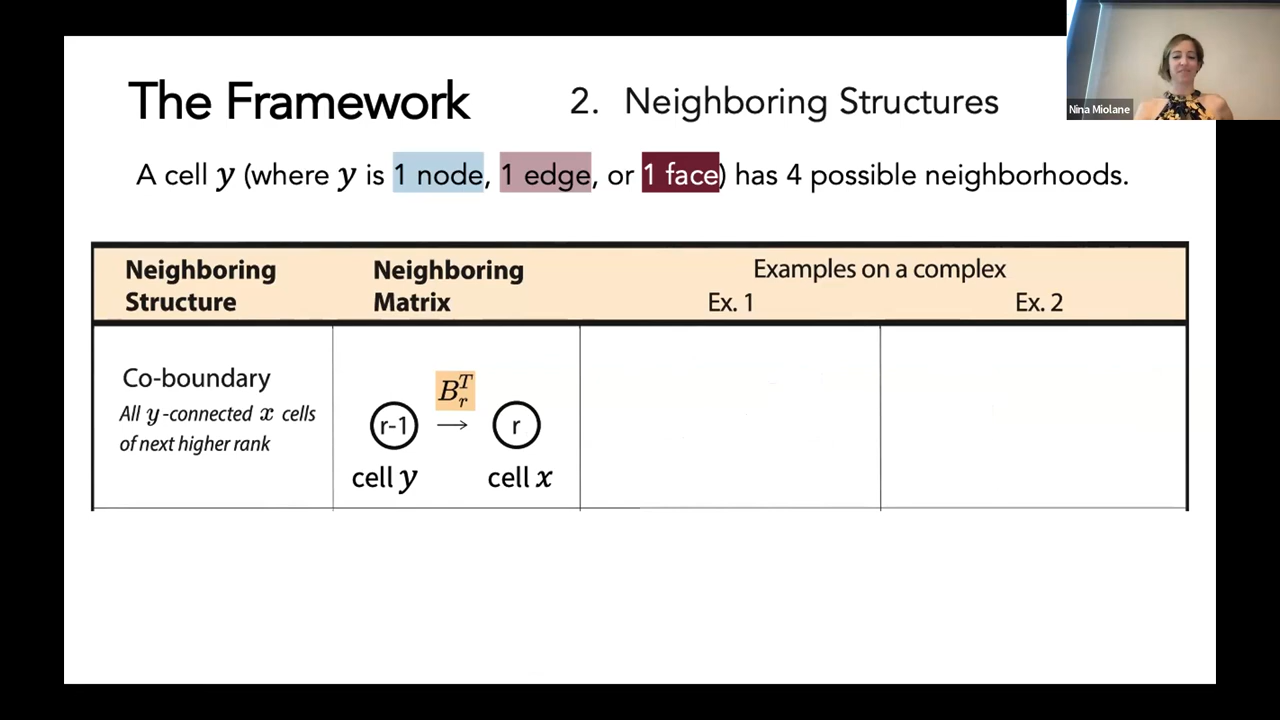 The Framework
2. Neighboring Structures
Nina Miolane
A cell y (where y is 1 node, 1 edge, or 1 face) has 4 possible neighborhoods.
Neighboring Structure
Neighboring Matrix
Examples on a complex
Ex. 1
Ex. 2
Co-boundary
All y-connected x cells
of next higher rank
B_r^T
r-1 → r
cell y
cell x